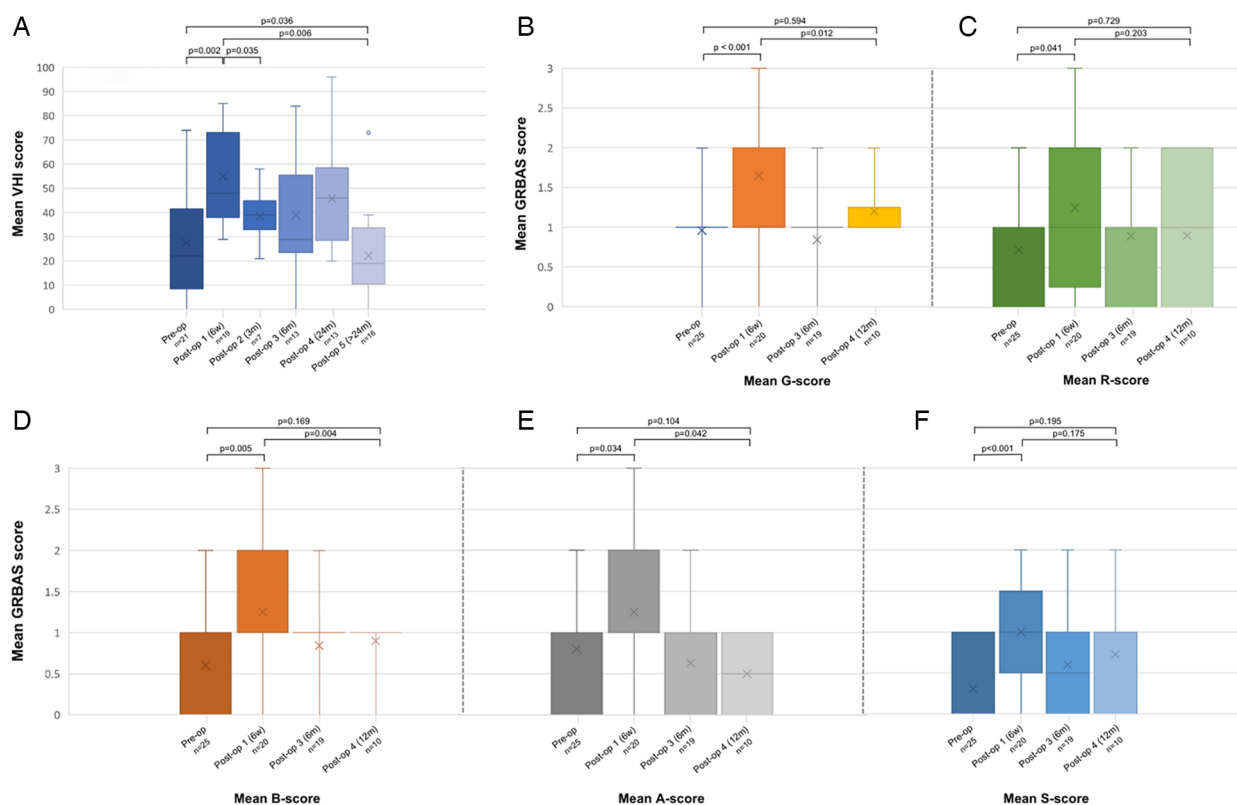 A
p=0.036
p=0.006
p=0.002
p=0.035
Mean VHI score
100
90
80
70
60
50
40
30
20
10
0
Pre-op
n=21
Post-op 1 (6w)
n=19
Post-op 2 (3m)
n=7
Post-op 3 (6m)
n=13
Post-op 4 (24m)
n=13
Post-op 5 (>24m)
n=16
B
p=0.594
p=0.012
p < 0.001
Mean GRBAS score
3
2.5
2
1.5
1
0.5
0
Pre-op
n=25
Post-op 1 (6w)
n=20
Post-op 3 (6m)
n=19
Post-op 4 (12m)
n=10
Mean G-score
C
p=0.729
p=0.203
p=0.041
Pre-op
n=25
Post-op 1 (6w)
n=20
Post-op 3 (6m)
n=19
Post-op 4 (12m)
n=10
Mean R-score
D
p=0.169
p=0.004
p=0.005
Mean GRBAS score
3
2
1.5
1
0.5
0
Pre-op
n=25
Post-op 1 (6w)
n=20
Post-op 3 (6m)
n=19
Post-op 4 (12m)
n=10
Mean B-score
E
p=0.104
p=0.042
p=0.034
Pre-op
n=25
Post-op 1 (6w)
n=20
Post-op 3 (6m)
n=19
Post-op 4 (12m)
n=10
Mean A-score
F
p=0.195
p=0.175
p<0.001
Pre-op
n=25
Post-op 1 (6w)
n=20
Post-op 3 (6m)
n=19
Post-op 4 (12m)
n=10
Mean S-score